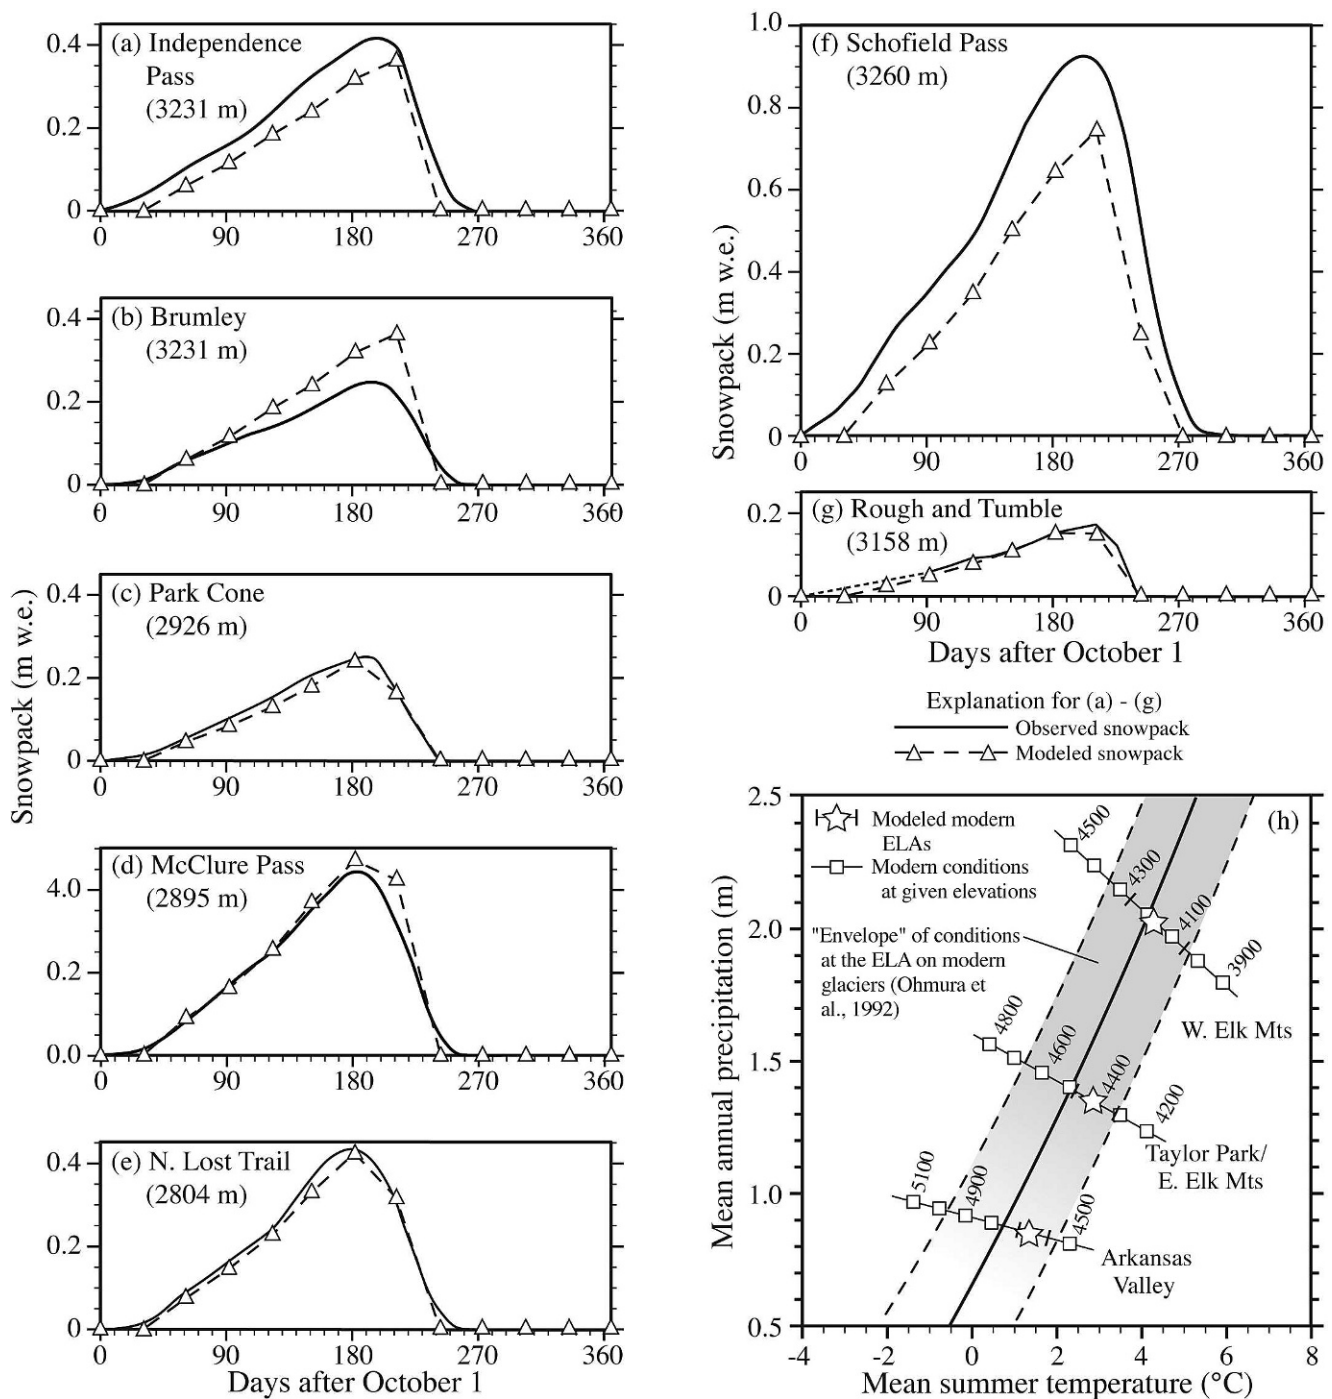 (a) Independence
Pass
(3231 m)
0.4
0.2
0
0 90 180 270 360
(b) Brumley
(3231 m)
0.4
0.2
0
0 90 180 270 360
(c) Park Cone
(2926 m)
0.4
0.2
0
0 90 180 270 360
Snowpack (m w.e.)
(d) McClure Pass
(2895 m)
4.0
0.2
0.0
0 90 180 270 360
(e) N. Lost Trail
(2804 m)
0.4
0.2
0
0 90 180 270 360
Days after October 1
(f) Schofield Pass
(3260 m)
1.0
0.8
0.6
0.4
0.2
0
Snowpack (m w.e.)
0 90 180 270 360
(g) Rough and Tumble
(3158 m)
0.2
0
0 90 180 270 360
Days after October 1
Explanation for (a) - (g)
Observed snowpack
Modeled snowpack
(h)
Modeled modern
ELAs
Modern conditions
at given elevations
"Envelope" of conditions
at the ELA on modern
glaciers (Ohmura et
al., 1992)
4500
4300
4100
3900
W. Elk Mts
4800
4600
4400
4200
Taylor Park/
E. Elk Mts
5100
4900
4500
Arkansas
Valley
2.5
2.0
1.5
1.0
0.5
Mean annual precipitation (m)
-4 -2 0 2 4 6 8
Mean summer temperature (°C)